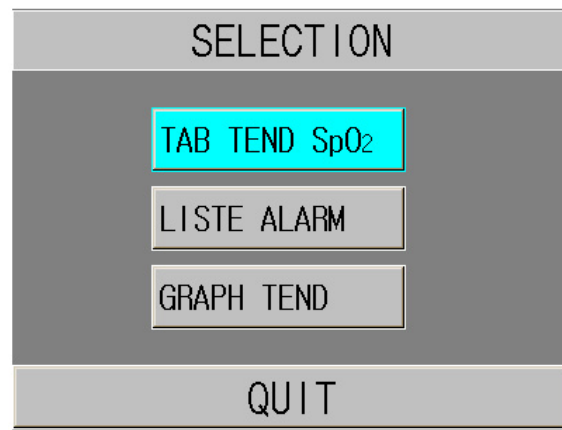 SELECTION
TAB TEND SpO₂
LISTE ALARM
GRAPH TEND
QUIT